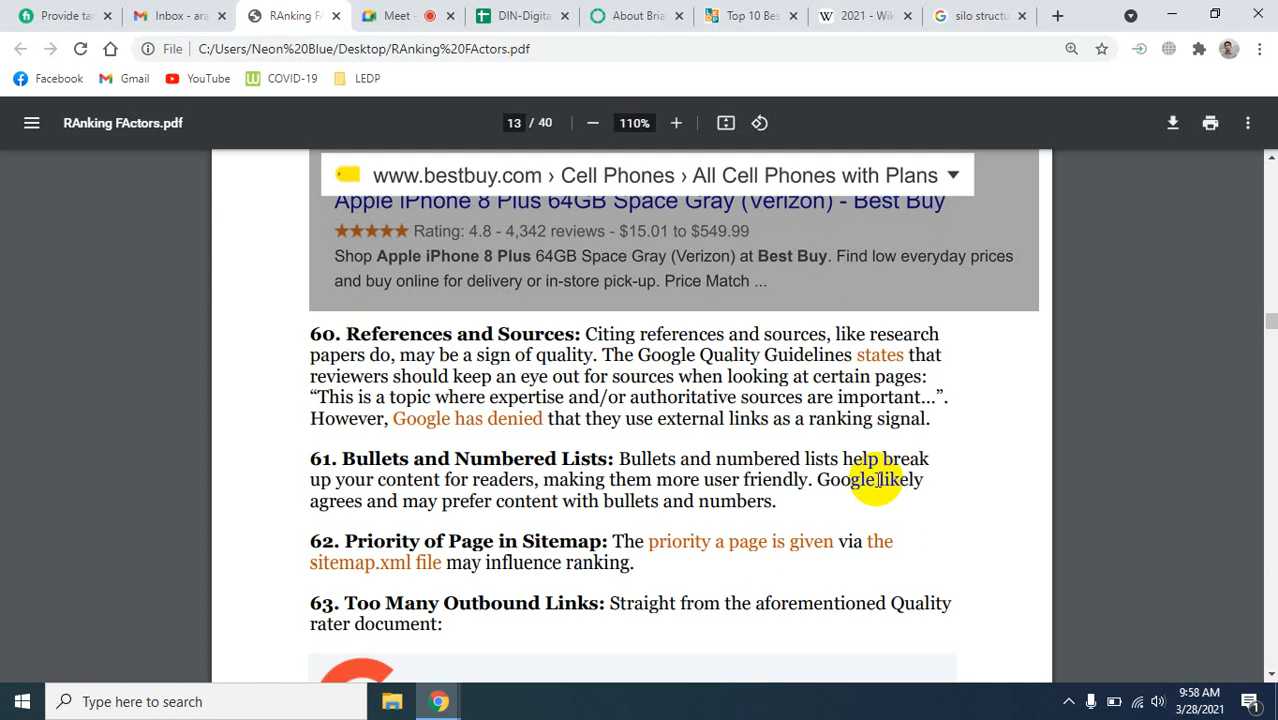 Provide ta
Inbox - ara
RAnking F
Meet -
DIN-Digita
About Bria
Top 10 Bes
2021 - Wik
silo structu
File
C:/Users/Neon%20Blue/Desktop/RAnking%20FActors.pdf
Facebook
Gmail
YouTube
COVID-19
LEDP
RAnking FActors.pdf
13 / 40
110%
www.bestbuy.com › Cell Phones › All Cell Phones with Plans
Apple iPhone 8 Plus 64GB Space Gray (Verizon) - Best Buy
Rating: 4.8 - 4,342 reviews - $15.01 to $549.99
Shop Apple iPhone 8 Plus 64GB Space Gray (Verizon) at Best Buy. Find low everyday prices
and buy online for delivery or in-store pick-up. Price Match ...
60. References and Sources: Citing references and sources, like research
papers do, may be a sign of quality. The Google Quality Guidelines states that
reviewers should keep an eye out for sources when looking at certain pages:
“This is a topic where expertise and/or authoritative sources are important…”.
However, Google has denied that they use external links as a ranking signal.
61. Bullets and Numbered Lists: Bullets and numbered lists help break
up your content for readers, making them more user friendly. Google likely
agrees and may prefer content with bullets and numbers.
62. Priority of Page in Sitemap: The priority a page is given via the
sitemap.xml file may influence ranking.
63. Too Many Outbound Links: Straight from the aforementioned Quality
rater document:
Type here to search
9:58 AM
3/28/2021